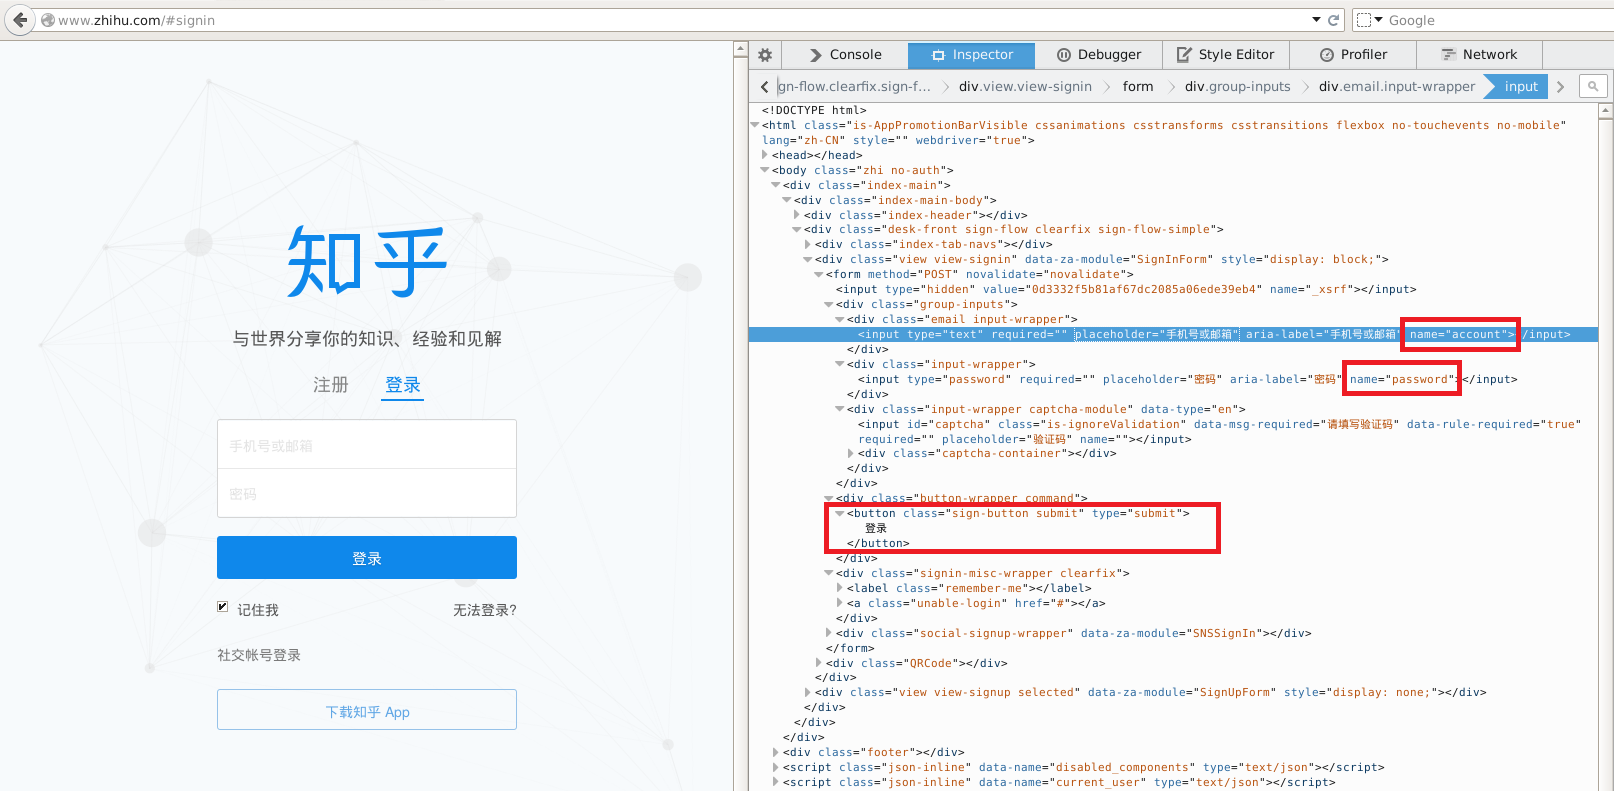 www.zhihu.com/#signin
Google
知乎
与世界分享你的知识、经验和见解
注册 登录
手机号或邮箱
密码
登录
记住我 无法登录?
社交帐号登录
下载知乎 App
Console Inspector Debugger Style Editor Profiler Network
gn-flow.clearfix.sign-f... div.view.view-signin form div.group-inputs div.email.input-wrapper input
<!DOCTYPE html>
<html class="is-AppPromotionBarVisible cssanimations csstransforms csstransitions flexbox no-touchevents no-mobile"
lang="zh-CN" style="" webdriver="true">
<head></head>
<body class="zhi no-auth">
<div class="index-main">
<div class="index-main-body">
<div class="index-header"></div>
<div class="desk-front sign-flow clearfix sign-flow-simple">
<div class="index-tab-navs"></div>
<div class="view view-signin" data-za-module="SignInForm" style="display: block;">
<form method="POST" novalidate="novalidate">
<input type="hidden" value="0d3332f5b81af67dc2085a06ede39eb4" name="_xsrf"></input>
<div class="group-inputs">
<div class="email input-wrapper">
<input type="text" required="" placeholder="手机号或邮箱" aria-label="手机号或邮箱" name="account"></input>
</div>
<div class="input-wrapper">
<input type="password" required="" placeholder="密码" aria-label="密码" name="password"></input>
</div>
<div class="input-wrapper captcha-module" data-type="en">
<input id="captcha" class="is-ignoreValidation" data-msg-required="请填写验证码" data-rule-required="true"
required="" placeholder="验证码" name=""></input>
<div class="captcha-container"></div>
</div>
</div>
<div class="button-wrapper command">
<button class="sign-button submit" type="submit">
登录
</button>
</div>
<div class="signin-misc-wrapper clearfix">
<label class="remember-me"></label>
<a class="unable-login" href="#"></a>
</div>
<div class="social-signup-wrapper" data-za-module="SNSSignIn"></div>
</form>
<div class="QRCode"></div>
</div>
<div class="view view-signup selected" data-za-module="SignUpForm" style="display: none;"></div>
</div>
</div>
</div>
<div class="footer"></div>
<script class="json-inline" data-name="disabled_components" type="text/json"></script>
<script class="json-inline" data-name="current_user" type="text/json"></script>